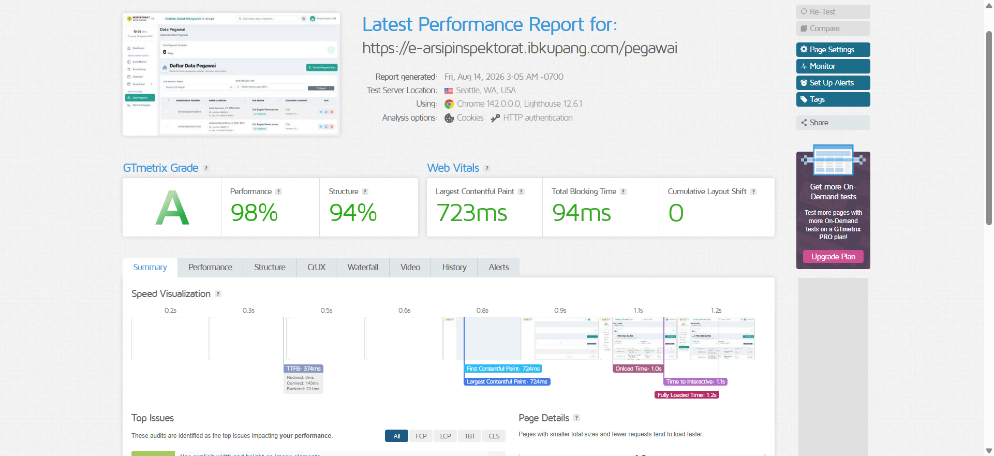 Latest Performance Report for:
https://e-arsipinspektorat.ibkupang.com/pegawai
Report generated: Fri, Aug 14, 2026 3:05 AM -0700
Test Server Location: Seattle, WA, USA
Using: Chrome 142.0.0.0, Lighthouse 12.6.1
Analysis options: Cookies HTTP authentication
Re-Test
Compare
Page Settings
Monitor
Set Up Alerts
Tags
Share
Data Pegawai
Daftar Data Pegawai
GTmetrix Grade ?
A
Performance ?
98%
Structure ?
94%
Web Vitals ?
Largest Contentful Paint ?
723ms
Total Blocking Time ?
94ms
Cumulative Layout Shift ?
0
Get more On-
Demand tests
Test more pages with
more On-Demand
tests on a GTmetrix
PRO plan!
Upgrade Plan
Summary Performance Structure CrUX Waterfall Video History Alerts
Speed Visualization ?
0.2s 0.3s 0.5s 0.6s 0.8s 0.9s 1.1s 1.2s
TTFB- 374ms
First Contentful Paint- 724ms
Largest Contentful Paint- 724ms
Onload Time- 1.0s
Time to Interactive- 1.1s
Fully Loaded Time- 1.2s
Top Issues
These audits are identified as the top issues impacting your performance.
All FCP LCP TBT CLS
Page Details ?
Pages with smaller total sizes and fewer requests tend to load faster.